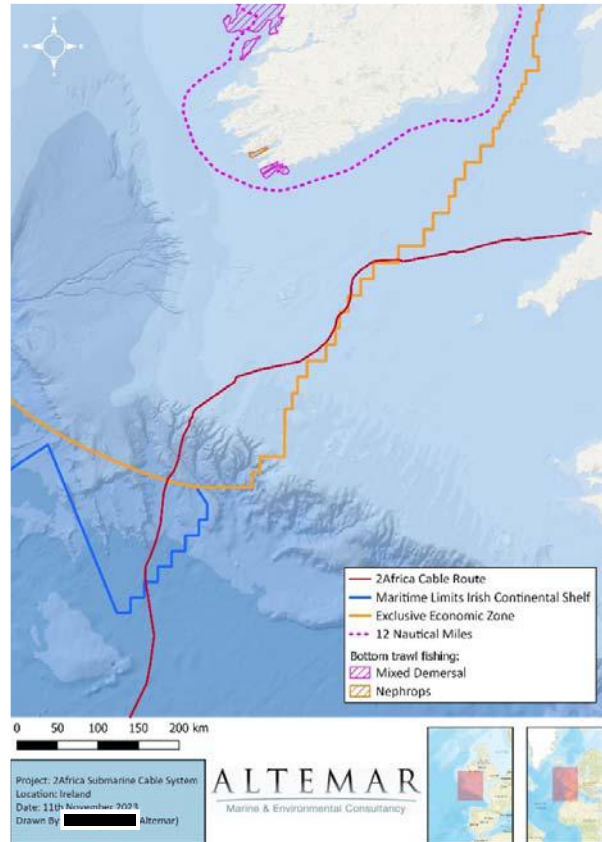 2Africa Cable Route
Maritime Limits Irish Continental Shelf
Exclusive Economic Zone
12 Nautical Miles
Bottom trawl fishing:
Mixed Demersal
Nephrops
0 50 100 150 200 km
Project: 2Africa Submarine Cable System
Location: Ireland
Date: 11th November 2023
Drawn By Altemar)
ALTEMAR
Marine & Environmental Consultancy